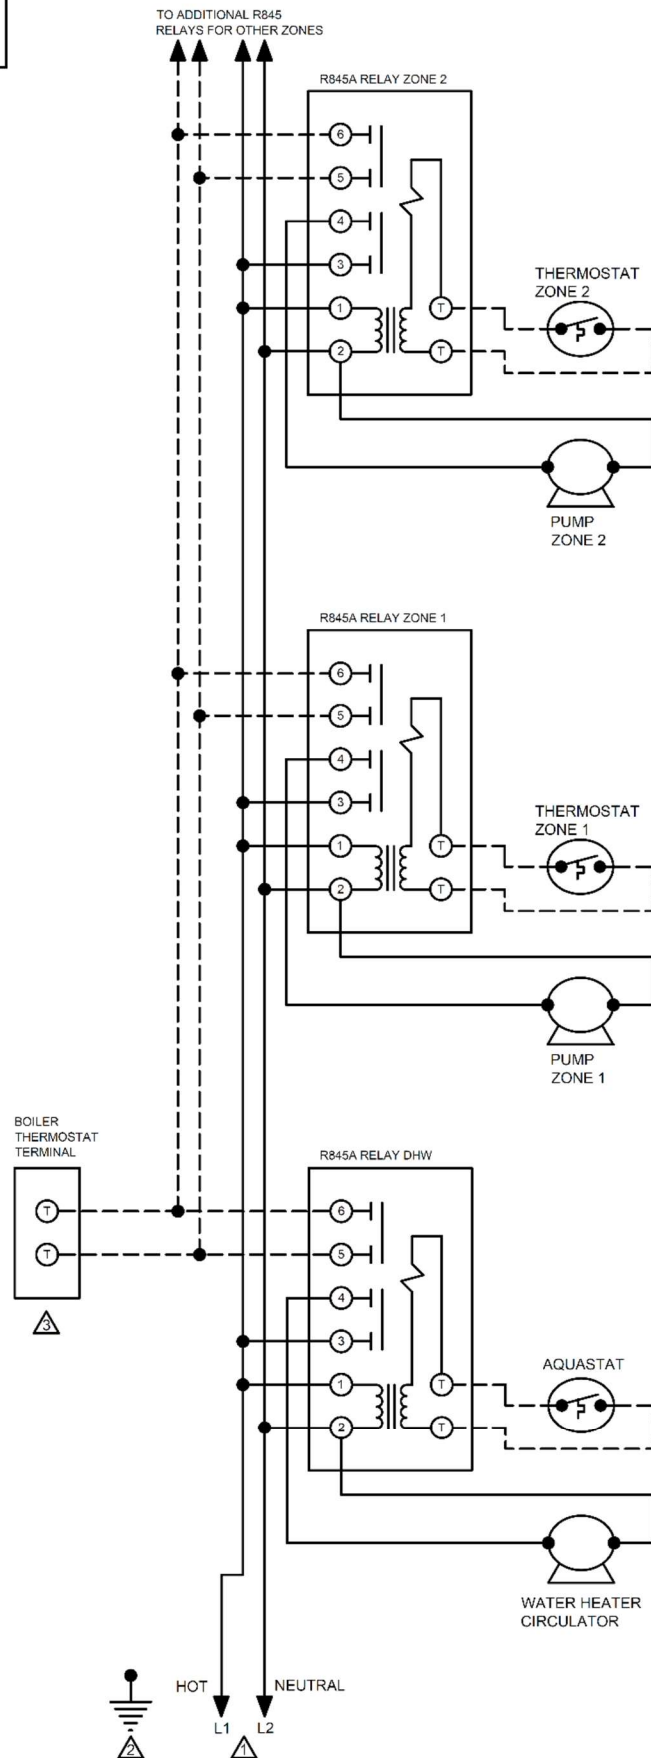 TO ADDITIONAL R845
RELAYS FOR OTHER ZONES
R845A RELAY ZONE 2
6
5
4
3
1
T
2
T
THERMOSTAT
ZONE 2
PUMP
ZONE 2
R845A RELAY ZONE 1
6
5
4
3
1
T
2
T
THERMOSTAT
ZONE 1
PUMP
ZONE 1
BOILER
THERMOSTAT
TERMINAL
T
T
3
R845A RELAY DHW
6
5
4
3
1
T
2
T
AQUASTAT
WATER HEATER
CIRCULATOR
HOT
NEUTRAL
L1
L2
2
1